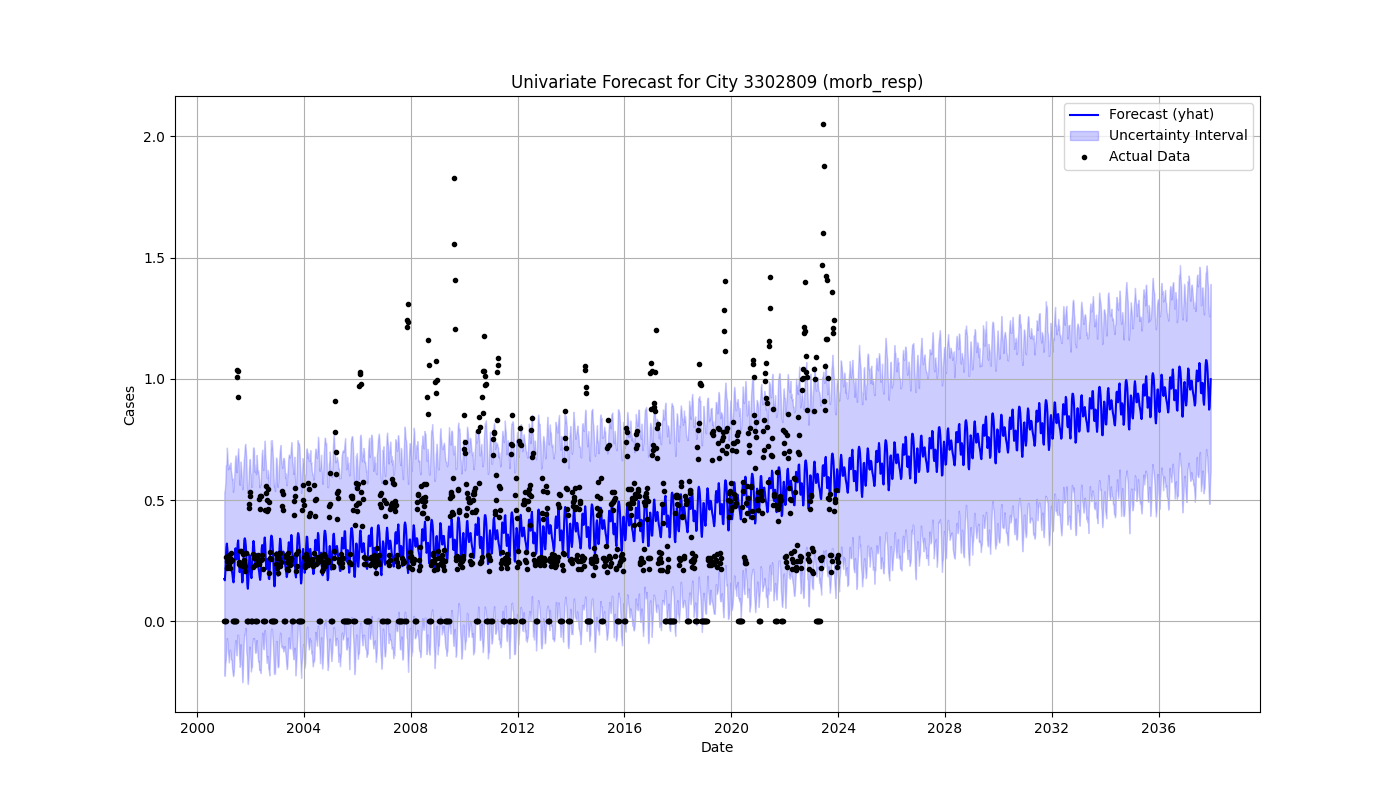 Univariate Forecast for City 3302809 (morb_resp)
Forecast (yhat)
Uncertainty Interval
Actual Data
Cases
2.0
1.5
1.0
0.5
0.0
2000 2004 2008 2012 2016 2020 2024 2028 2032 2036
Date